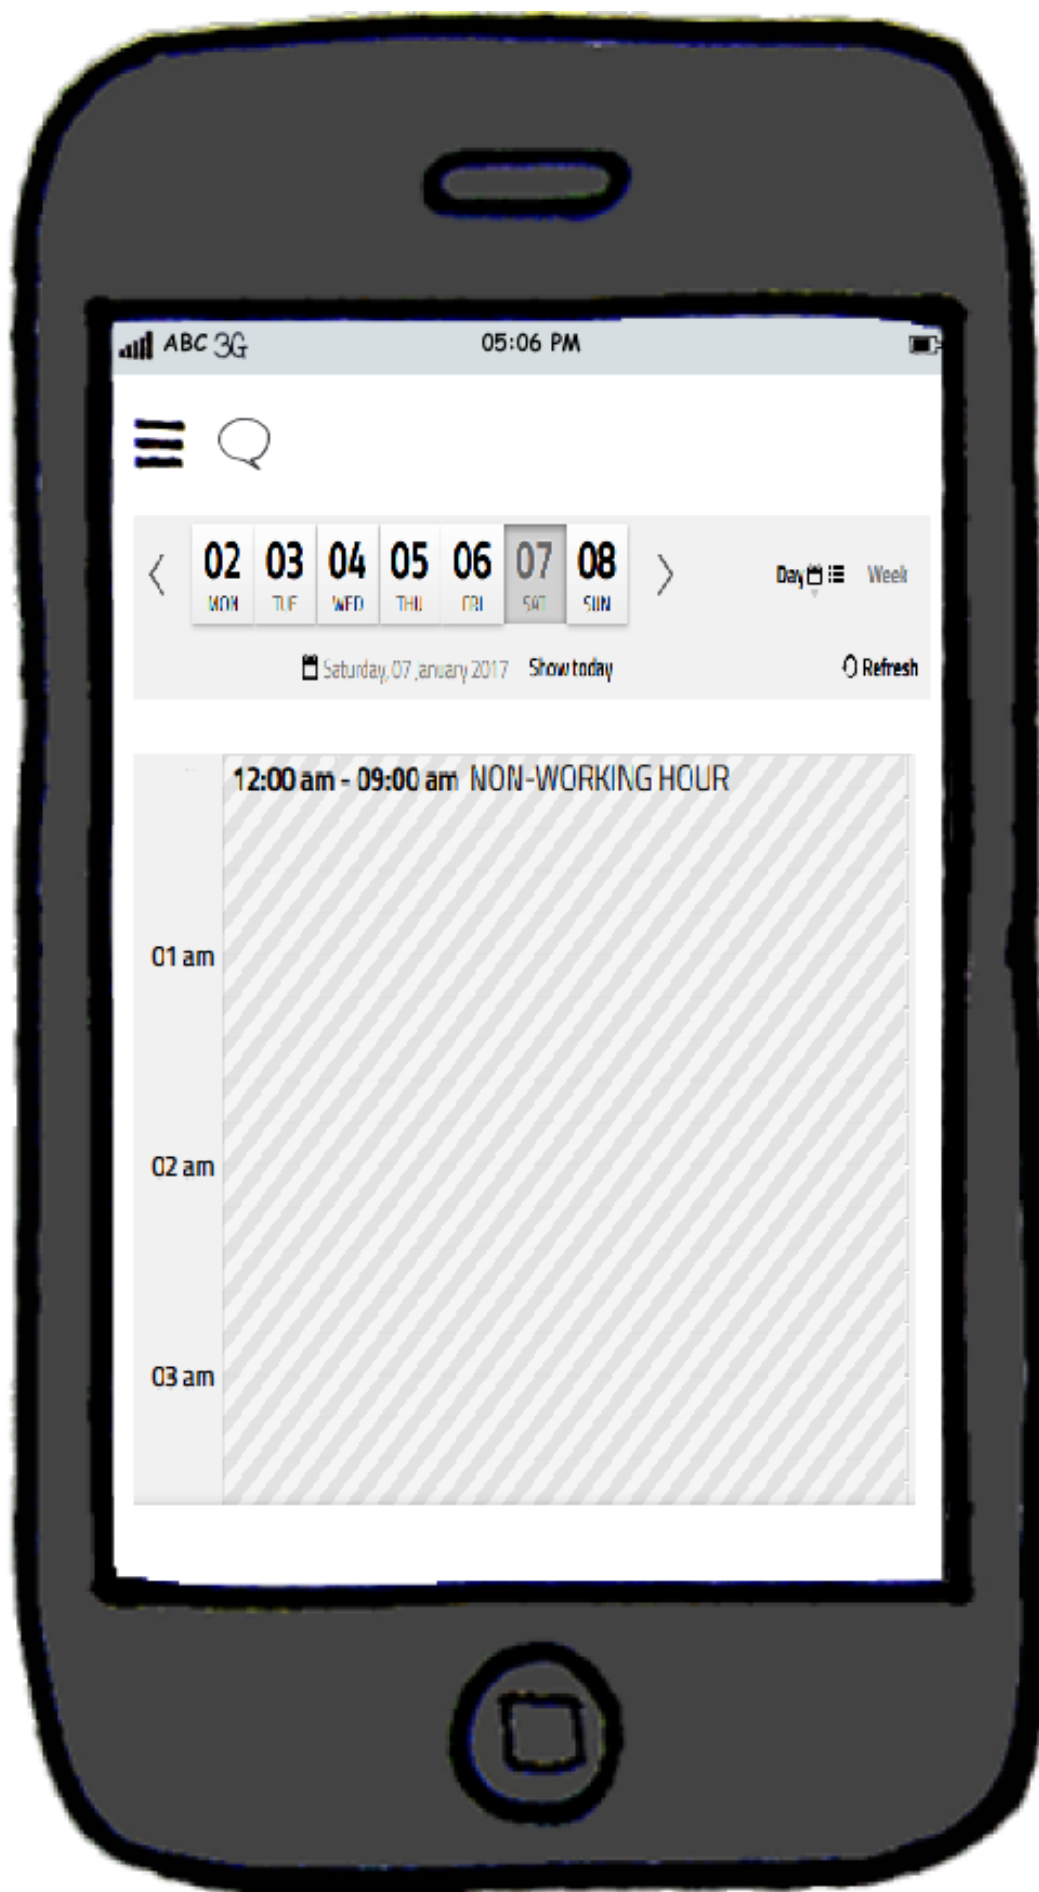 ABC 3G 05:06 PM
02 03 04 05 06 07 08
MON TUE WED THU FRI SAT SUN
Day Week
Saturday, 07 January 2017 Show today Refresh
12:00 am - 09:00 am NON-WORKING HOUR
01 am
02 am
03 am